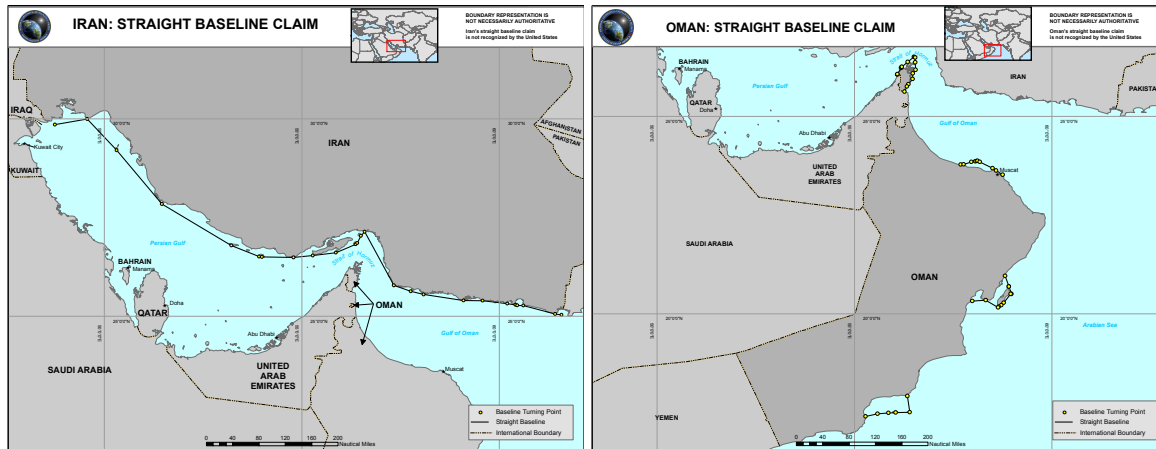 IRAN: STRAIGHT BASELINE CLAIM
BOUNDARY REPRESENTATION IS
NOT NECESSARILY AUTHORITATIVE
Iran's straight baseline claim
is not recognized by the United States
IRAQ
Kuwait City
KUWAIT
IRAN
AFGHANISTAN
PAKISTAN
Persian Gulf
BAHRAIN
Manama
Strait of Hormuz
Doha
QATAR
OMAN
Abu Dhabi
Gulf of Oman
SAUDI ARABIA
UNITED
ARAB
EMIRATES
Muscat
Baseline Turning Point
Straight Baseline
International Boundary
0 40 80 120 160 200
Nautical Miles
OMAN: STRAIGHT BASELINE CLAIM
BOUNDARY REPRESENTATION IS
NOT NECESSARILY AUTHORITATIVE
Oman's straight baseline claim
is not recognized by the United States
BAHRAIN
Manama
Strait of Hormuz
IRAN
PAKISTAN
Persian Gulf
QATAR
Doha
Abu Dhabi
Gulf of Oman
UNITED
ARAB
EMIRATES
Muscat
SAUDI ARABIA
OMAN
Arabian Sea
YEMEN
Baseline Turning Point
Straight Baseline
International Boundary
0 40 80 120 160 200
Nautical Miles